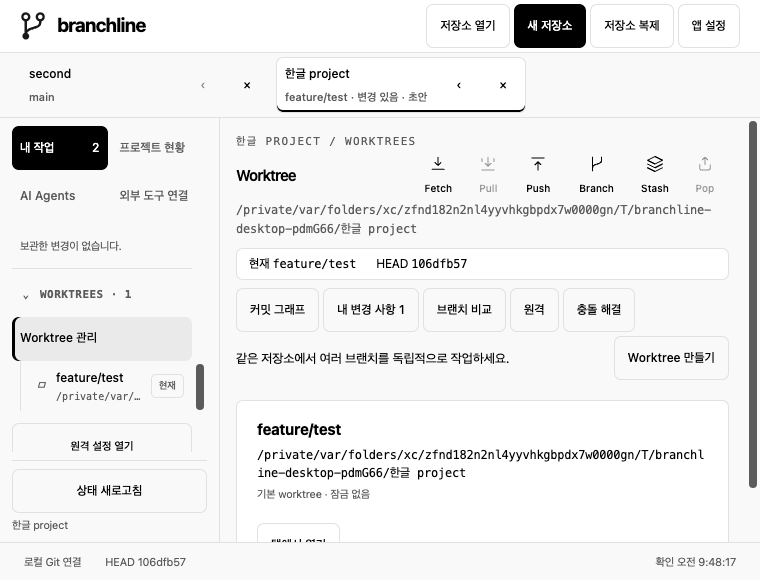 branchline
저장소 열기
새 저장소
저장소 복제
앱 설정
second
main
‹ ×
한글 project
feature/test · 변경 있음 · 초안
‹ ×
내 작업 2
프로젝트 현황
AI Agents
외부 도구 연결
보관한 변경이 없습니다.
WORKTREES · 1
Worktree 관리
feature/test
/private/var/…
현재
원격 설정 열기
상태 새로고침
한글 project
한글 PROJECT / WORKTREES
Worktree
Fetch
Pull
Push
Branch
Stash
Pop
/private/var/folders/xc/zfnd182n2nl4yyvhkgbpdx7w0000gn/T/branchline-
desktop-pdmG66/한글 project
현재 feature/test HEAD 106dfb57
커밋 그래프
내 변경 사항 1
브랜치 비교
원격
충돌 해결
같은 저장소에서 여러 브랜치를 독립적으로 작업하세요.
Worktree 만들기
feature/test
/private/var/folders/xc/zfnd182n2nl4yyvhkgbpdx7w0000gn/T/branchl
ine-desktop-pdmG66/한글 project
기본 worktree · 잠금 없음
로컬 Git 연결
HEAD 106dfb57
확인 오전 9:48:17